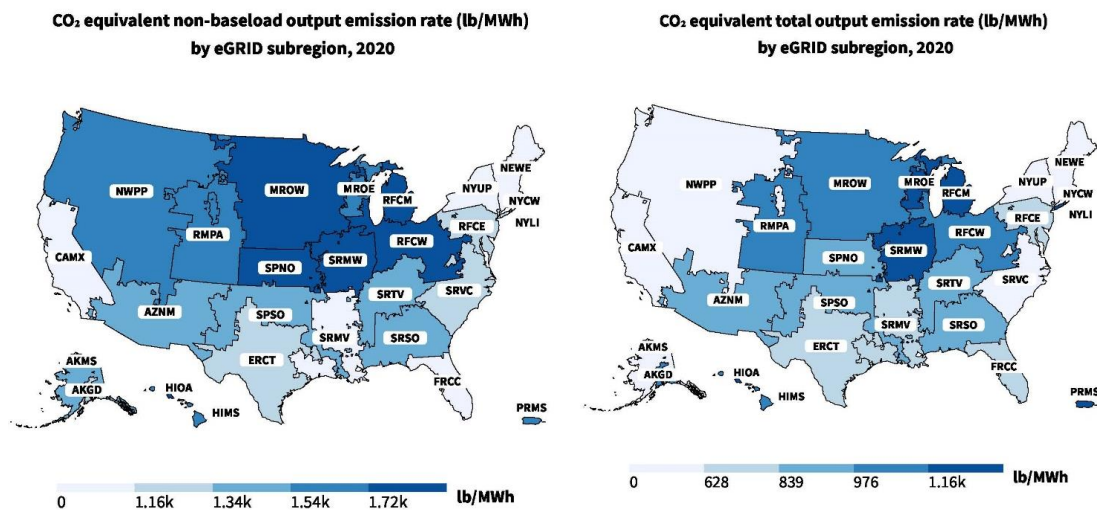 CO₂ equivalent non-baseload output emission rate (lb/MWh)
by eGRID subregion, 2020
NEWE
NWPP
MROW
MROE
NYUP
NYCW
RFCM
NYLI
RFCE
RMPA
RFCW
CAMX
SPNO
SRMW
SRTV
SRVC
AZNM
SPSO
SRMV
SRSO
ERCT
AKMS
AKGD
HIOA
FRCC
HIMS
PRMS
0
1.16k
1.34k
1.54k
1.72k
lb/MWh
CO₂ equivalent total output emission rate (lb/MWh)
by eGRID subregion, 2020
NEWE
NWPP
MROW
MROE
NYUP
NYCW
RFCM
NYLI
RFCE
RMPA
RFCW
CAMX
SPNO
SRMW
SRTV
SRVC
AZNM
SPSO
SRMV
SRSO
ERCT
AKMS
AKGD
HIOA
FRCC
HIMS
PRMS
0
628
839
976
1.16k
lb/MWh